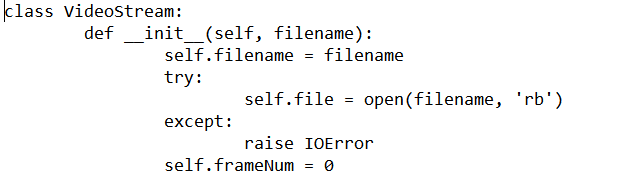 class VideoStream:
        def __init__(self, filename):
                self.filename = filename
                try:
                        self.file = open(filename, 'rb')
                except:
                        raise IOError
                self.frameNum = 0